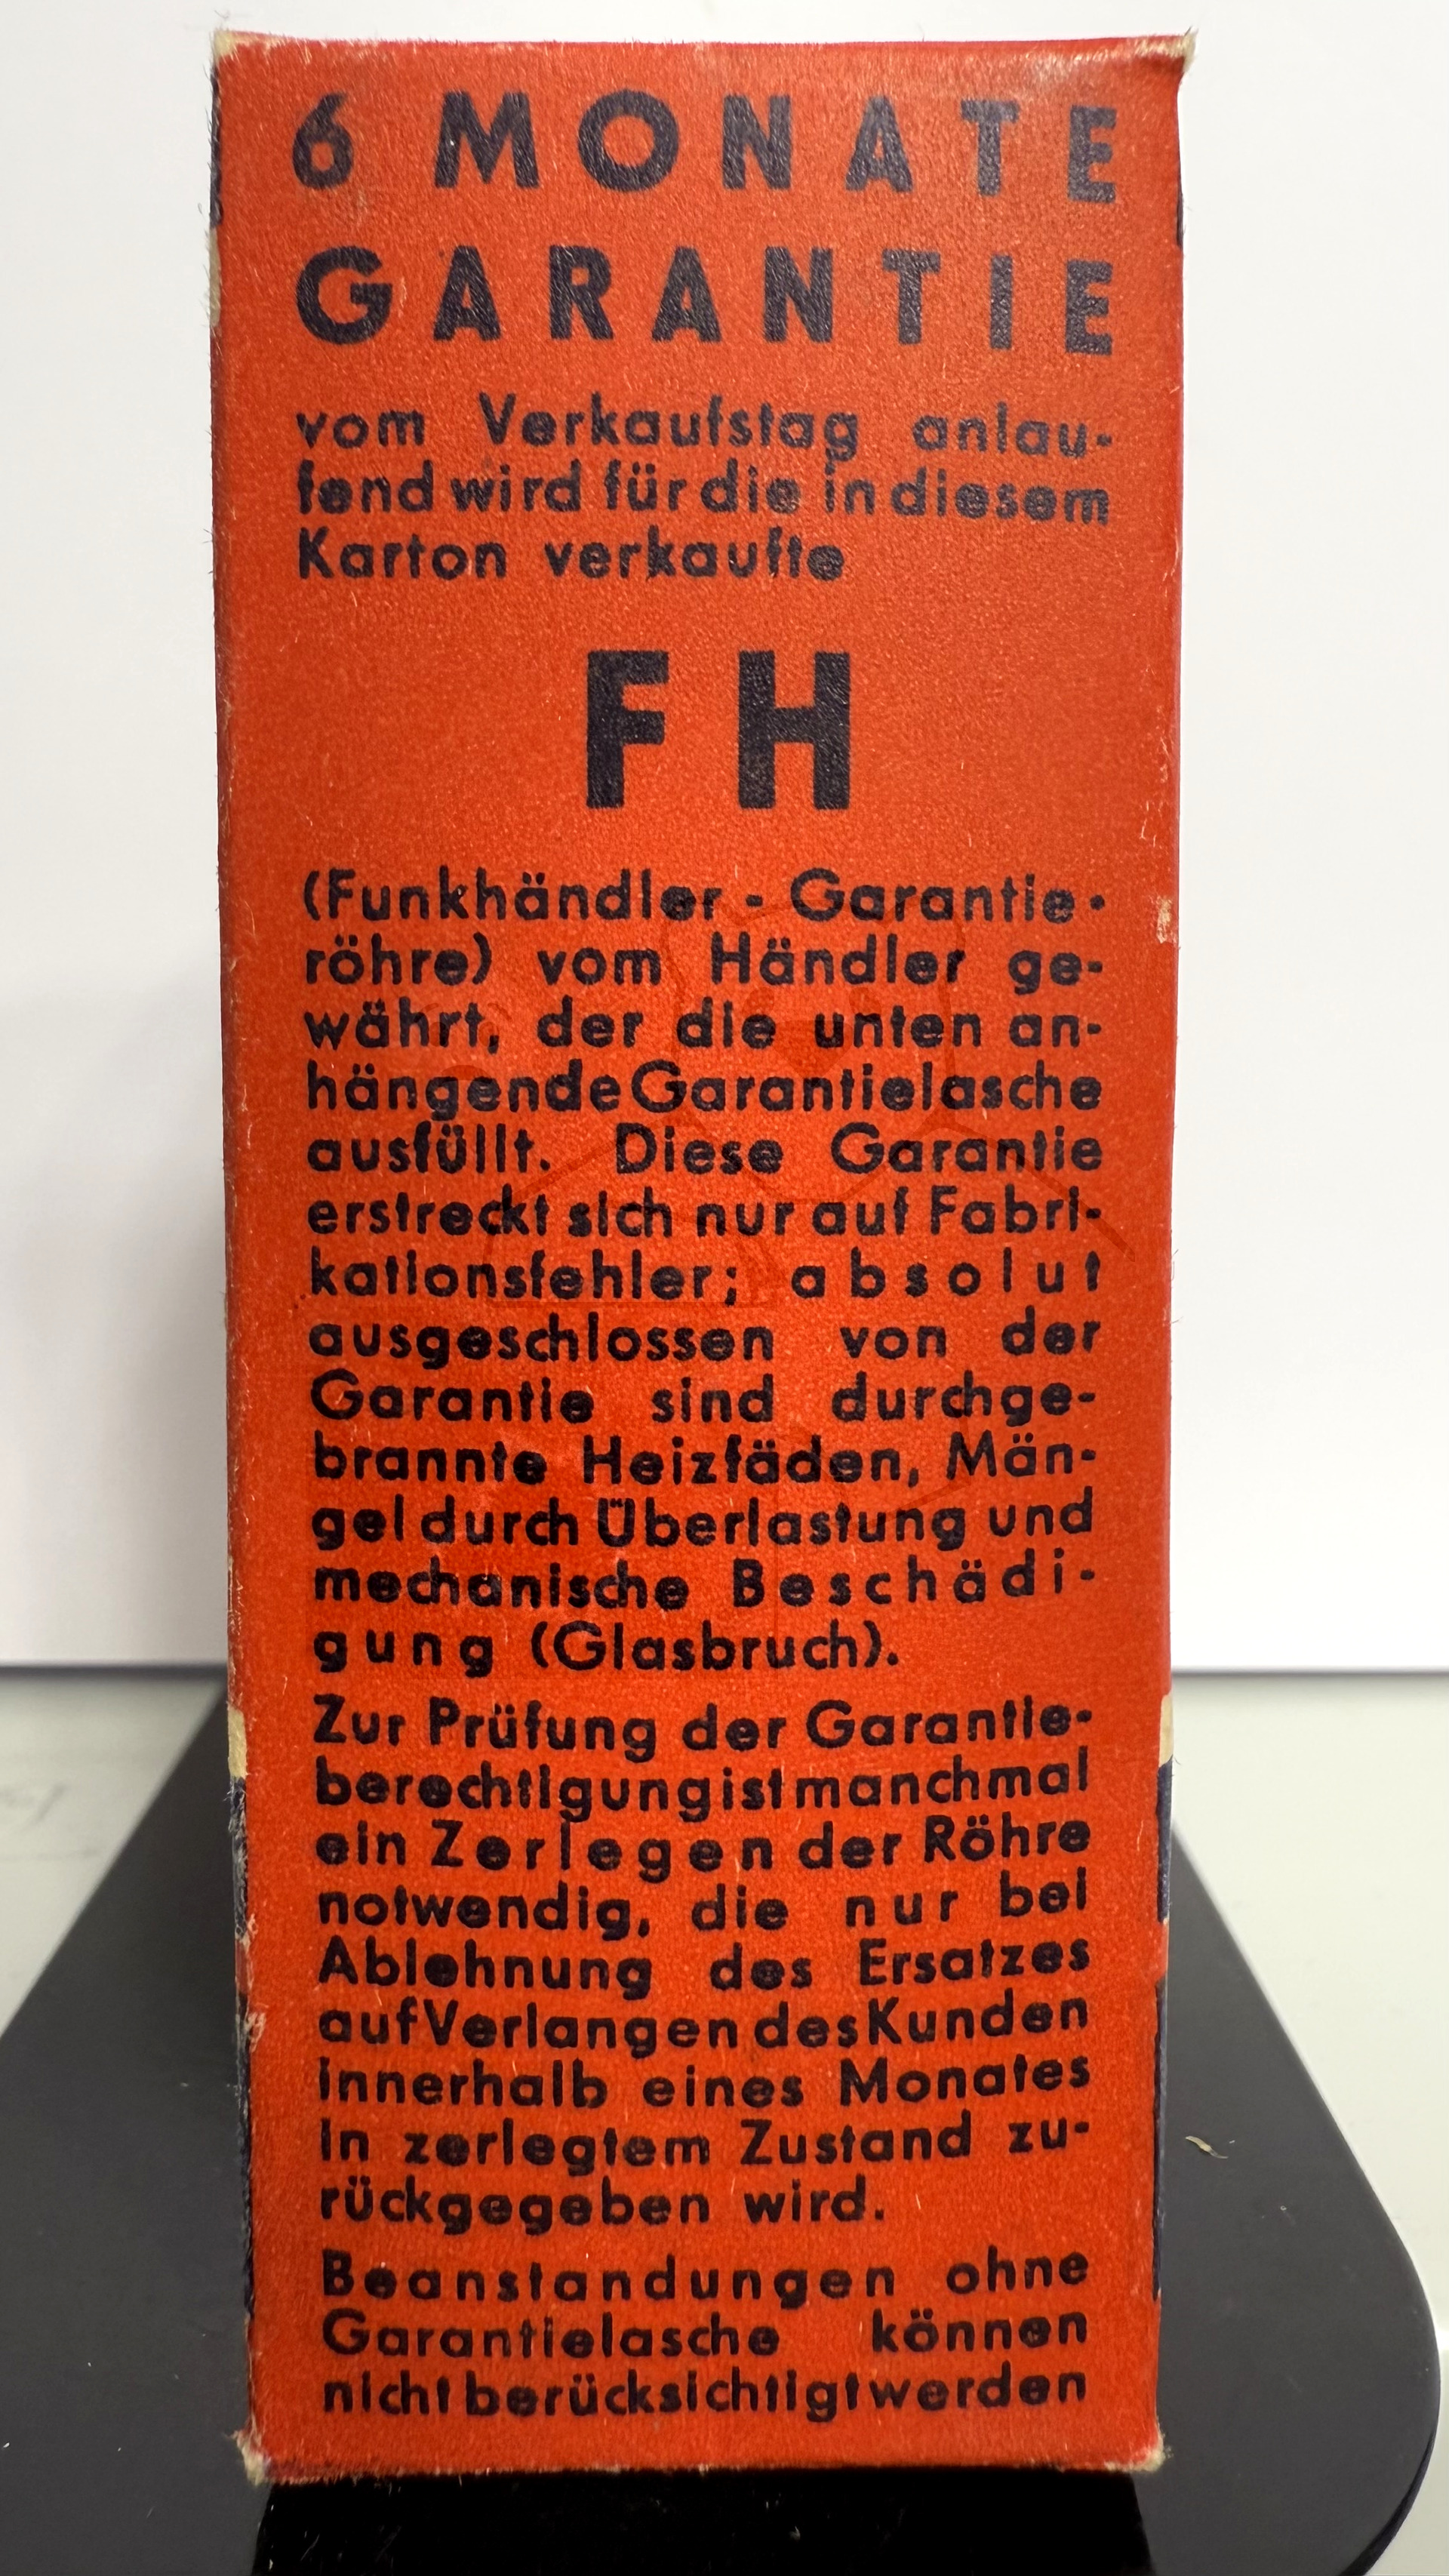 6 MONATE
GARANTIE
vom Verkaufstag anlau-
fend wird für die in diesem
Karton verkaufte
FH
(Funkhändler - Garantie-
röhre) vom Händler ge-
währt, der die unten an-
hängende Garantielasche
ausfüllt. Diese Garantie
erstreckt sich nur auf Fabri-
kationsfehler; absolut
ausgeschlossen von der
Garantie sind durchge-
brannte Heizfäden, Män-
gel durch Überlastung und
mechanische Beschädi-
gung (Glasbruch).
Zur Prüfung der Garantie-
berechtigung ist manchmal
ein Zerlegen der Röhre
notwendig, die nur bei
Ablehnung des Ersatzes
auf Verlangen des Kunden
innerhalb eines Monates
in zerlegtem Zustand zu-
rückgegeben wird.
Beanstandungen ohne
Garantielasche können
nicht berücksichtigt werden